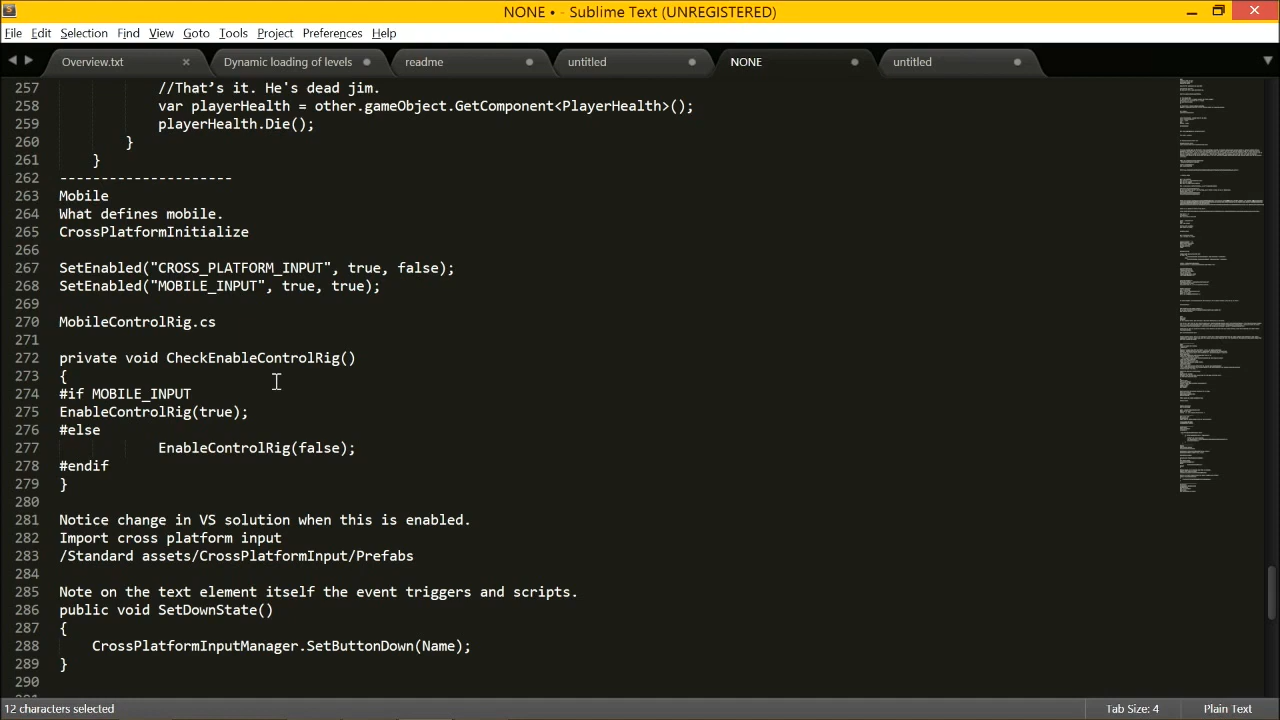 NONE • - Sublime Text (UNREGISTERED)
File Edit Selection Find View Goto Tools Project Preferences Help
Overview.txt Dynamic loading of levels readme untitled NONE untitled
257 //That's it. He's dead jim.
258 var playerHealth = other.gameObject.GetComponent<PlayerHealth>();
259 playerHealth.Die();
260 }
261 }
262 ---------------------
263 Mobile
264 What defines mobile.
265 CrossPlatformInitialize
266
267 SetEnabled("CROSS_PLATFORM_INPUT", true, false);
268 SetEnabled("MOBILE_INPUT", true, true);
269
270 MobileControlRig.cs
271
272 private void CheckEnableControlRig()
273 {
274 #if MOBILE_INPUT
275 EnableControlRig(true);
276 #else
277 EnableControlRig(false);
278 #endif
279 }
280
281 Notice change in VS solution when this is enabled.
282 Import cross platform input
283 /Standard assets/CrossPlatformInput/Prefabs
284
285 Note on the text element itself the event triggers and scripts.
286 public void SetDownState()
287 {
288 CrossPlatformInputManager.SetButtonDown(Name);
289 }
290
12 characters selected Tab Size: 4 Plain Text